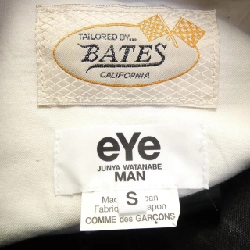 TAILORED BY...
BATES
CALIFORNIA
eYe
JUNYA WATANABE
MAN
S
COMME des GARÇONS